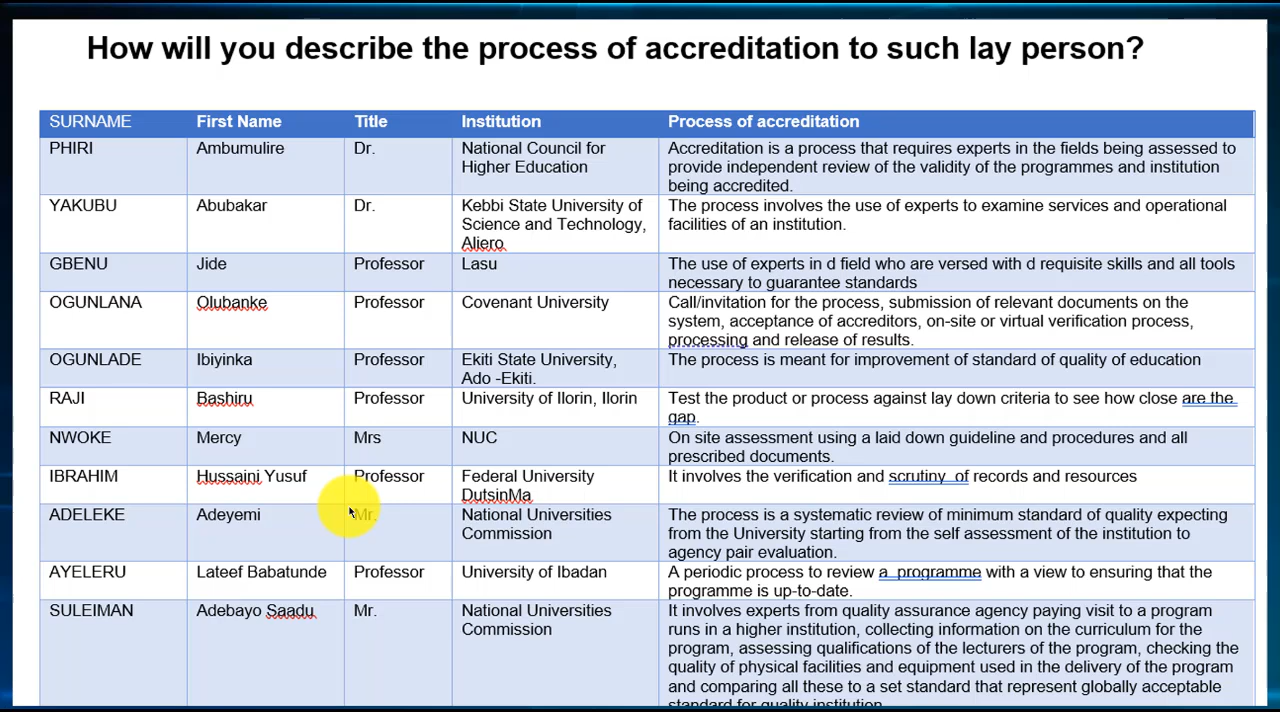 How will you describe the process of accreditation to such lay person?
SURNAME First Name Title Institution Process of accreditation
PHIRI Ambumulire Dr. National Council for Accreditation is a process that requires experts in the fields being assessed to
Higher Education provide independent review of the validity of the programmes and institution
being accredited.
YAKUBU Abubakar Dr. Kebbi State University of The process involves the use of experts to examine services and operational
Science and Technology, facilities of an institution.
Aliero
GBENU Jide Professor Lasu The use of experts in d field who are versed with d requisite skills and all tools
necessary to guarantee standards
OGUNLANA Olubanke Professor Covenant University Call/invitation for the process, submission of relevant documents on the
system, acceptance of accreditors, on-site or virtual verification process,
processing and release of results.
OGUNLADE Ibiyinka Professor Ekiti State University, The process is meant for improvement of standard of quality of education
Ado -Ekiti.
RAJI Bashiru Professor University of Ilorin, Ilorin Test the product or process against lay down criteria to see how close are the
gap.
NWOKE Mercy Mrs NUC On site assessment using a laid down guideline and procedures and all
prescribed documents.
IBRAHIM Hussaini Yusuf Professor Federal University It involves the verification and scrutiny of records and resources
DutsinMa
ADELEKE Adeyemi Mr. National Universities The process is a systematic review of minimum standard of quality expecting
Commission from the University starting from the self assessment of the institution to
agency pair evaluation.
AYELERU Lateef Babatunde Professor University of Ibadan A periodic process to review a programme with a view to ensuring that the
programme is up-to-date.
SULEIMAN Adebayo Saadu Mr. National Universities It involves experts from quality assurance agency paying visit to a program
Commission runs in a higher institution, collecting information on the curriculum for the
program, assessing qualifications of the lecturers of the program, checking the
quality of physical facilities and equipment used in the delivery of the program
and comparing all these to a set standard that represent globally acceptable
standard for quality institution